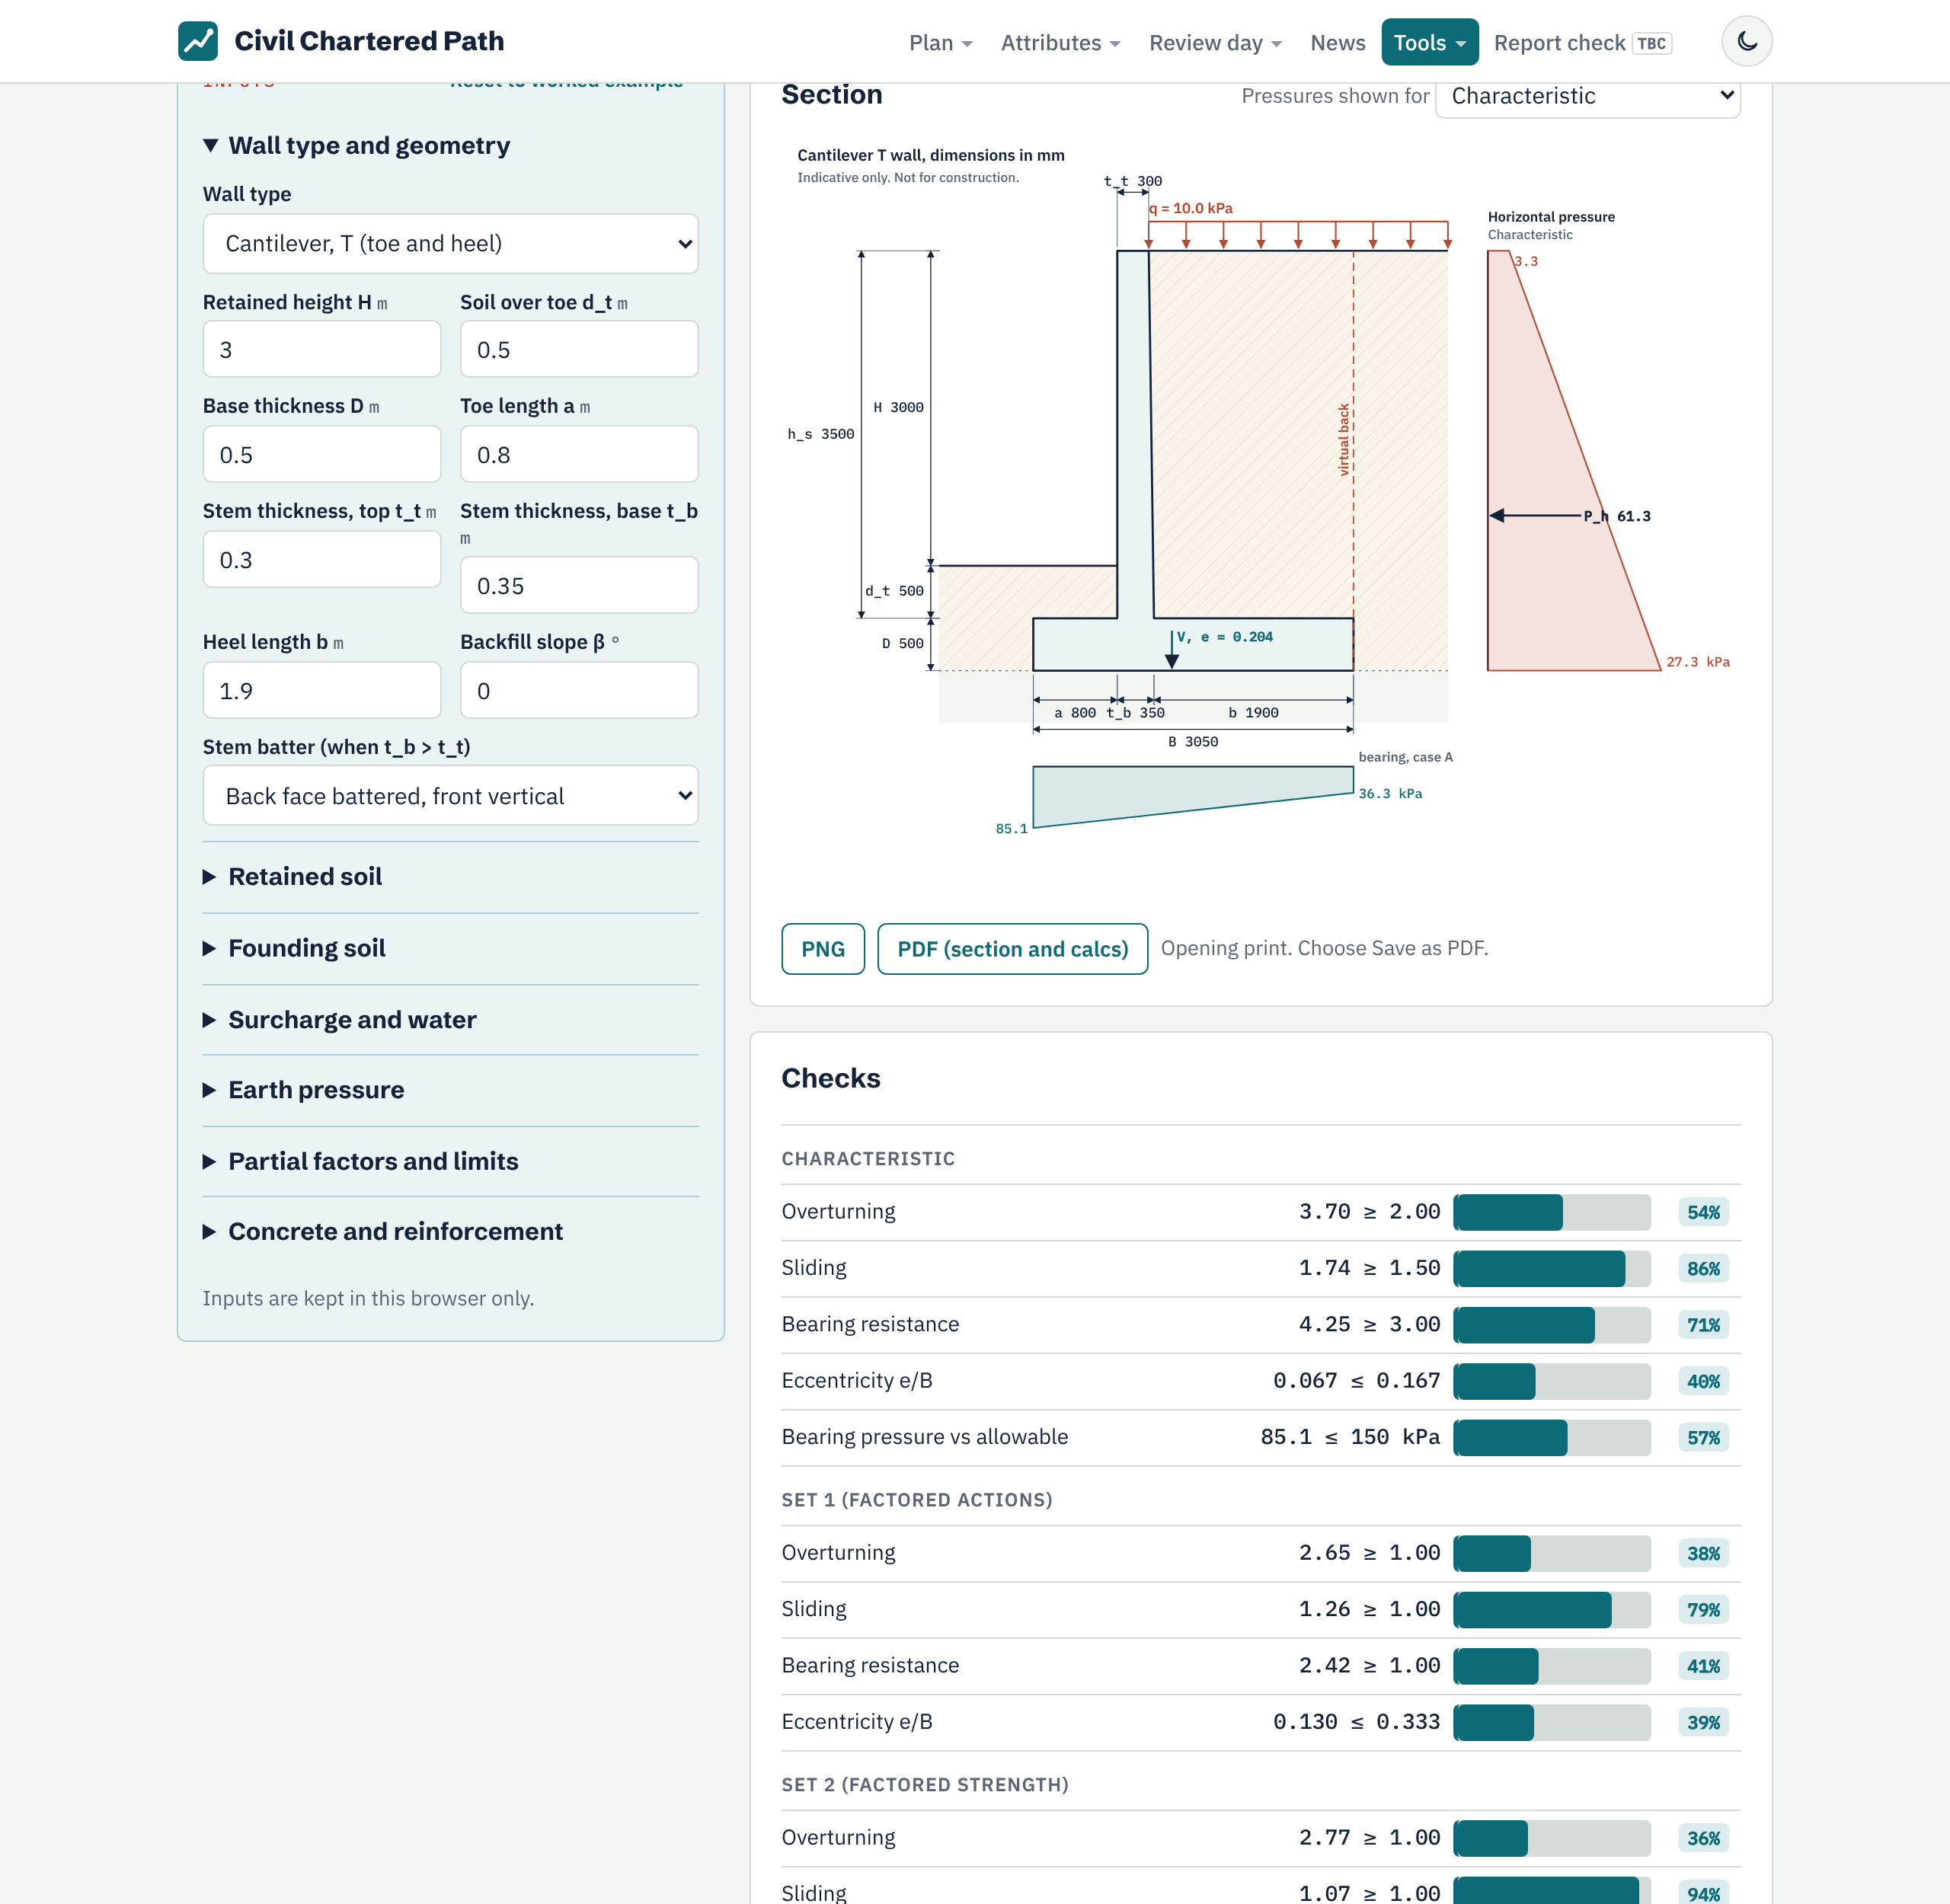 Civil Chartered Path
Plan
Attributes
Review day
News
Tools
Report check TBC
INPUTS
Reset to worked example
Wall type and geometry
Wall type
Cantilever, T (toe and heel)
Retained height H m
Soil over toe d_t m
3
0.5
Base thickness D m
Toe length a m
0.5
0.8
Stem thickness, top t_t m
Stem thickness, base t_b
m
0.3
0.35
Heel length b m
Backfill slope β °
1.9
0
Stem batter (when t_b > t_t)
Back face battered, front vertical
Retained soil
Founding soil
Surcharge and water
Earth pressure
Partial factors and limits
Concrete and reinforcement
Inputs are kept in this browser only.
Section
Pressures shown for
Characteristic
Cantilever T wall, dimensions in mm
Indicative only. Not for construction.
t_t 300
q = 10.0 kPa
Horizontal pressure
Characteristic
3.3
H 3000
h_s 3500
virtual back
P_h 61.3
d_t 500
D 500
V, e = 0.204
27.3 kPa
a 800
t_b 350
b 1900
B 3050
bearing, case A
36.3 kPa
85.1
PNG
PDF (section and calcs)
Opening print. Choose Save as PDF.
Checks
CHARACTERISTIC
Overturning 3.70 ≥ 2.00 54%
Sliding 1.74 ≥ 1.50 86%
Bearing resistance 4.25 ≥ 3.00 71%
Eccentricity e/B 0.067 ≤ 0.167 40%
Bearing pressure vs allowable 85.1 ≤ 150 kPa 57%
SET 1 (FACTORED ACTIONS)
Overturning 2.65 ≥ 1.00 38%
Sliding 1.26 ≥ 1.00 79%
Bearing resistance 2.42 ≥ 1.00 41%
Eccentricity e/B 0.130 ≤ 0.333 39%
SET 2 (FACTORED STRENGTH)
Overturning 2.77 ≥ 1.00 36%
Sliding 1.07 ≥ 1.00 94%